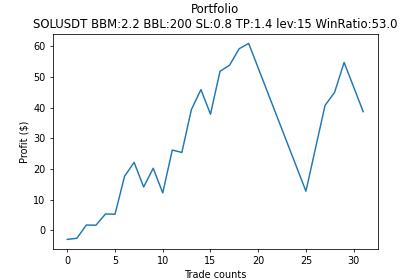 Portfolio
SOLUSDT BBM:2.2 BBL:200 SL:0.8 TP:1.4 lev:15 WinRatio:53.0
Profit ($)
60
50
40
30
20
10
0
0 5 10 15 20 25 30
Trade counts